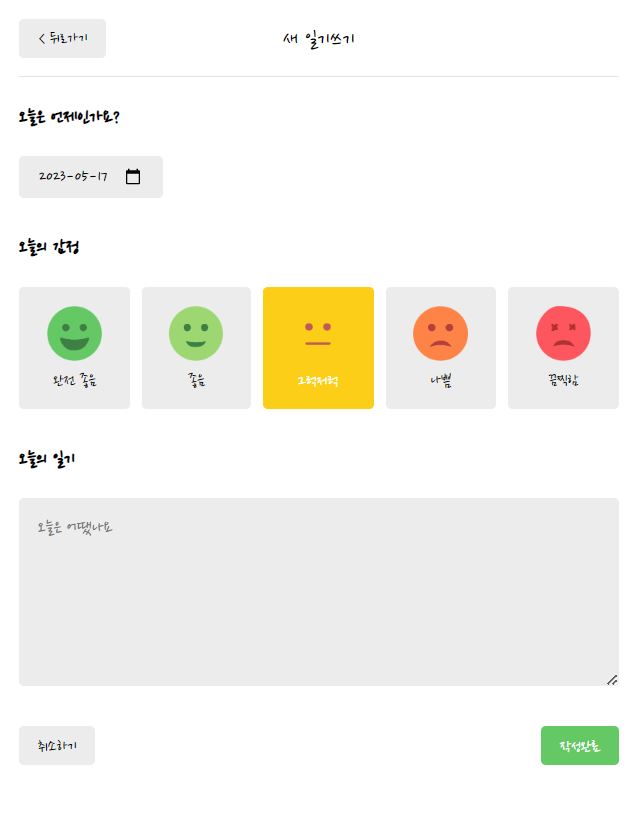 < 뒤로가기
새 일기쓰기
오늘은 언제인가요?
2023-05-17
오늘의 감정
완전 좋음
좋음
그럭저럭
나쁨
끔찍함
오늘의 일기
오늘은 어땠나요
취소하기
작성완료